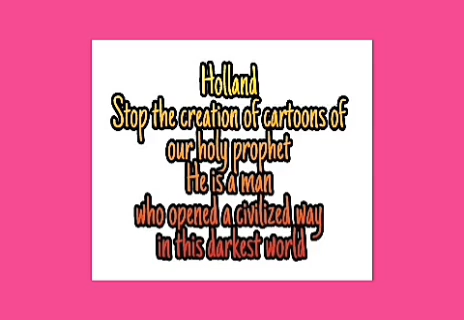 Holland
Stop the creation of cartoons of
our holy prophet
He is a man
who opened a civilized way
in this darkest world